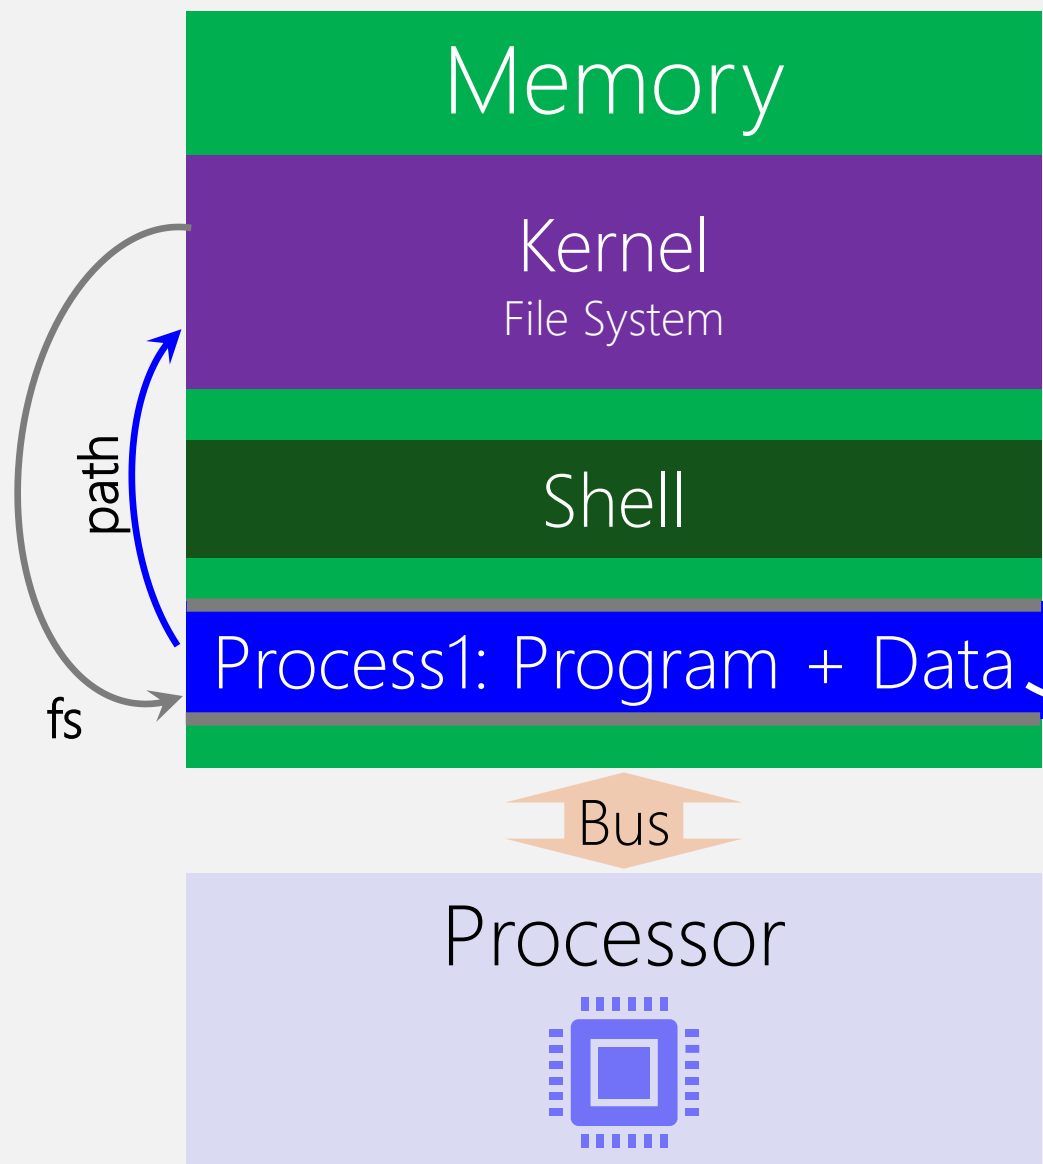 Memory
Kernel
File System
path
Shell
Process1: Program + Data
fs
Bus
Processor